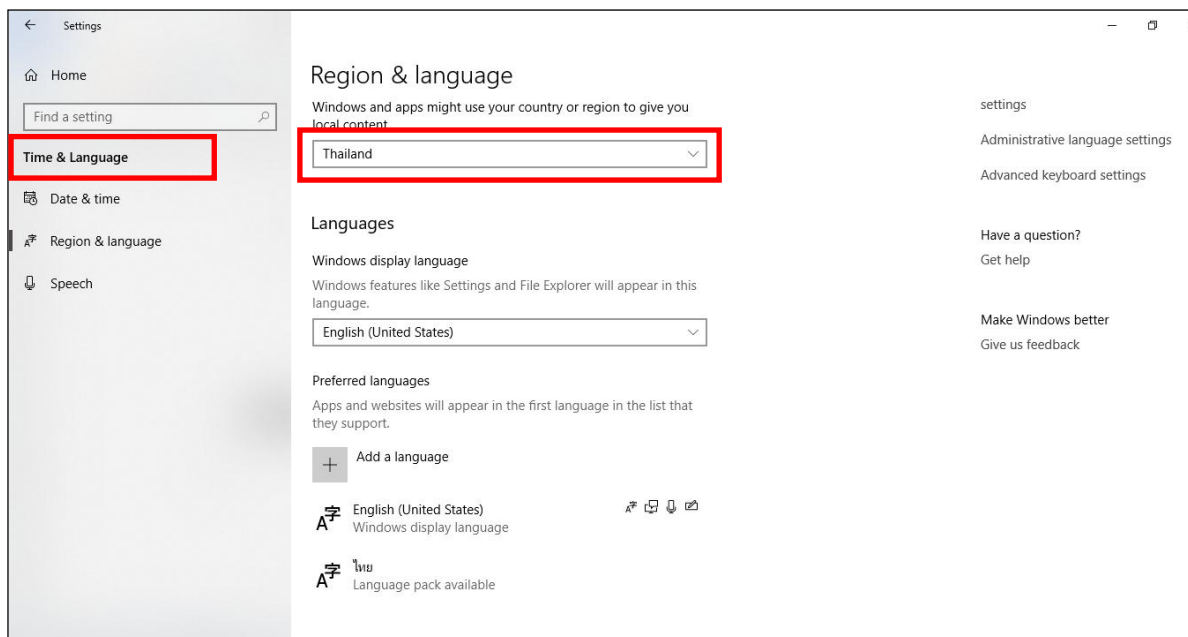 Settings
Home
Find a setting
Time & Language
Date & time
Region & language
Speech
Region & language
Windows and apps might use your country or region to give you
local content
Thailand
Languages
Windows display language
Windows features like Settings and File Explorer will appear in this
language.
English (United States)
Preferred languages
Apps and websites will appear in the first language in the list that
they support.
Add a language
English (United States)
Windows display language
ไทย
Language pack available
settings
Administrative language settings
Advanced keyboard settings
Have a question?
Get help
Make Windows better
Give us feedback